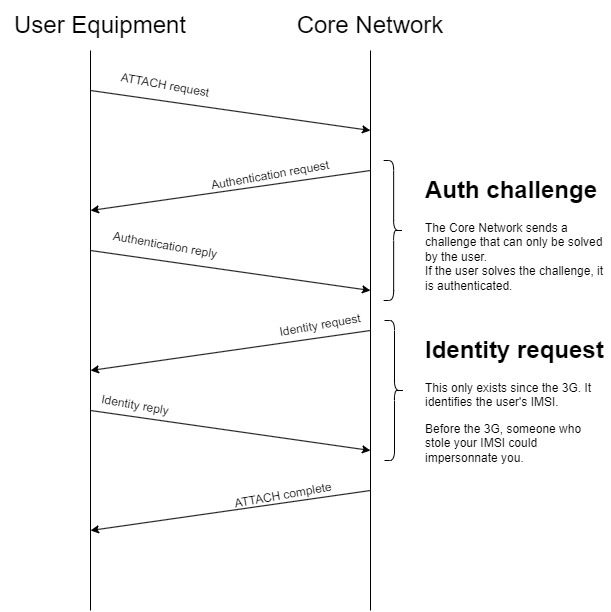 User Equipment
Core Network
ATTACH request
Authentication request
Auth challenge
The Core Network sends a
challenge that can only be solved
by the user.
If the user solves the challenge, it
is authenticated.
Authentication reply
Identity request
Identity request
This only exists since the 3G. It
identifies the user's IMSI.
Before the 3G, someone who
stole your IMSI could
impersonnate you.
Identity reply
ATTACH complete